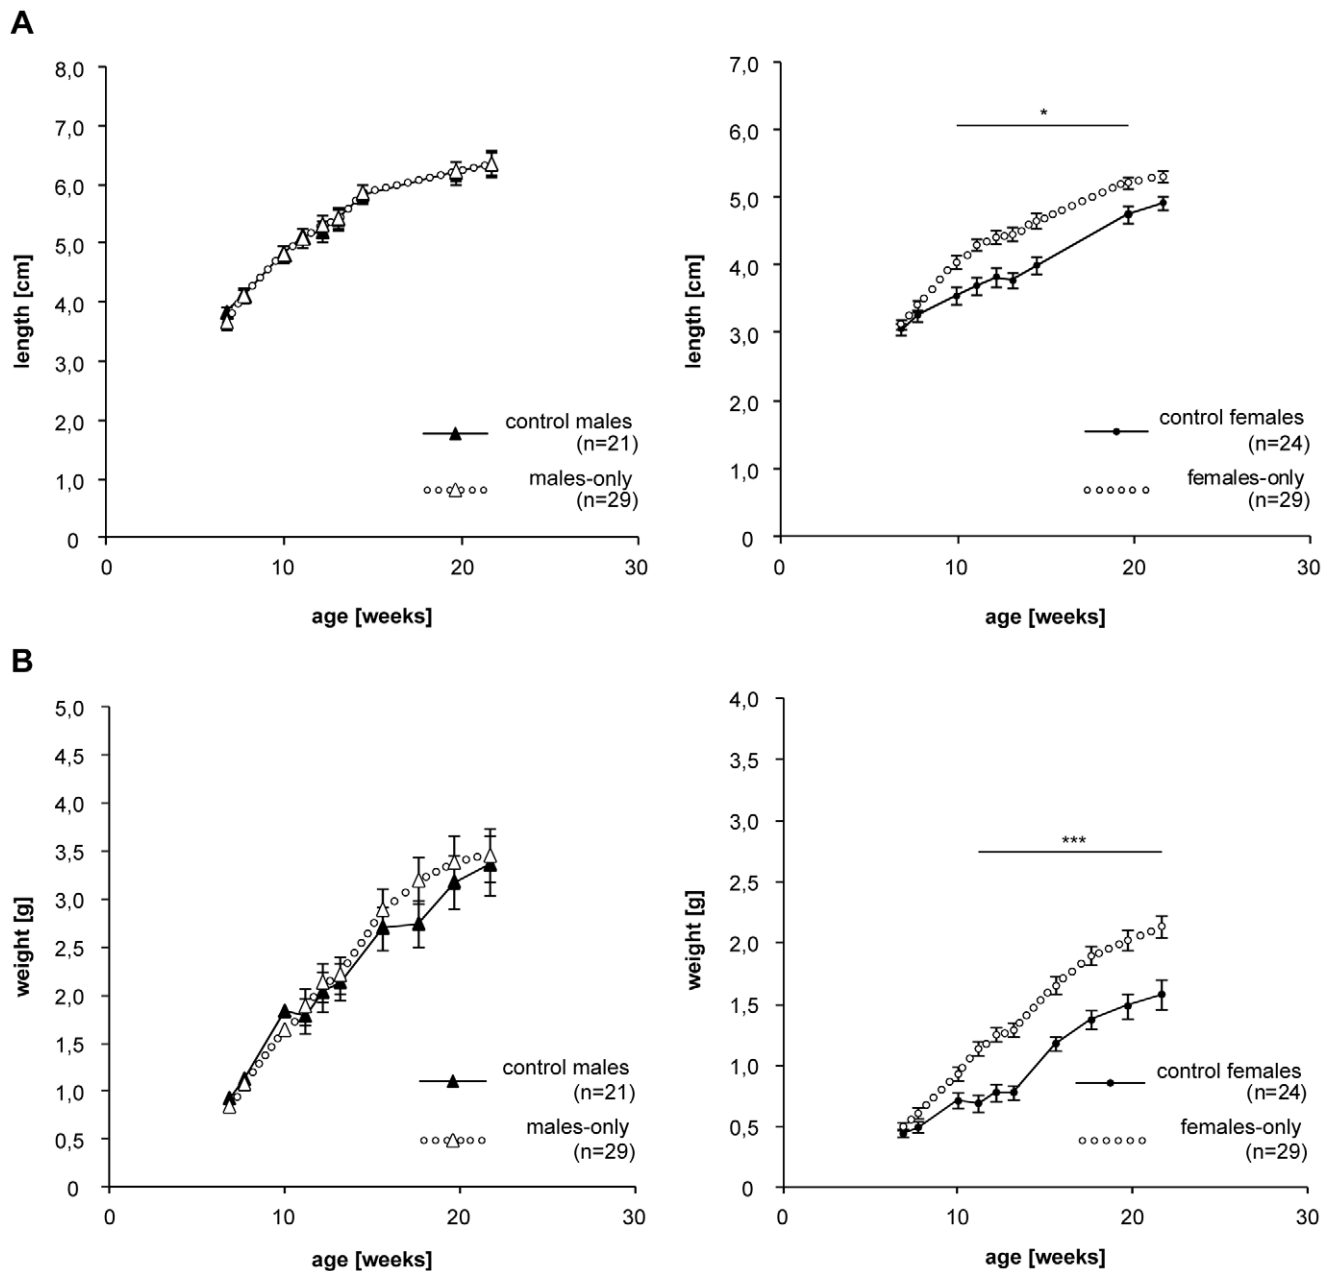 A
8,0
7,0
6,0
5,0
4,0
3,0
2,0
1,0
0
length [cm]
0 10 20 30
age [weeks]
control males
(n=21)
males-only
(n=29)
7,0
6,0
5,0
4,0
3,0
2,0
1,0
0
length [cm]
*
0 10 20 30
age [weeks]
control females
(n=24)
females-only
(n=29)
B
5,0
4,5
4,0
3,5
3,0
2,5
2,0
1,5
1,0
0,5
0
weight [g]
0 10 20 30
age [weeks]
control males
(n=21)
males-only
(n=29)
4,0
3,5
3,0
2,5
2,0
1,5
1,0
0,5
0
weight [g]
***
0 10 20 30
age [weeks]
control females
(n=24)
females-only
(n=29)